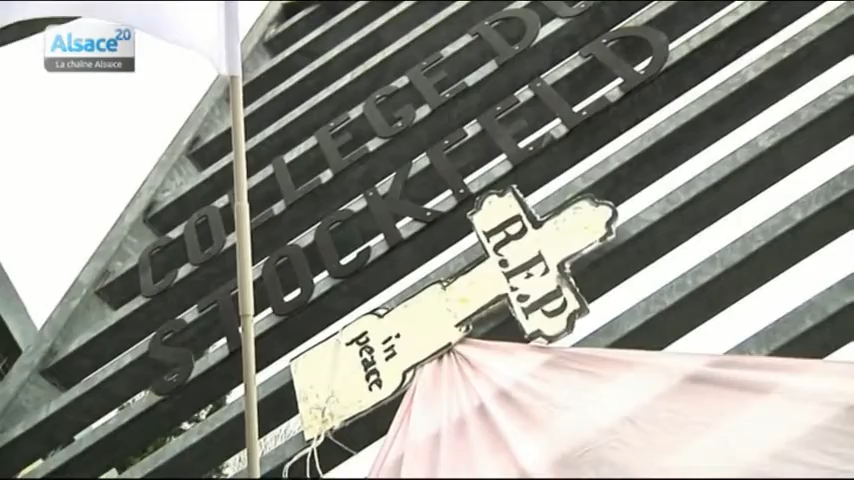 Alsace20
La chaîne Alsace
COLLEGE DU
STOCKFELD
R.E.P
in
peace